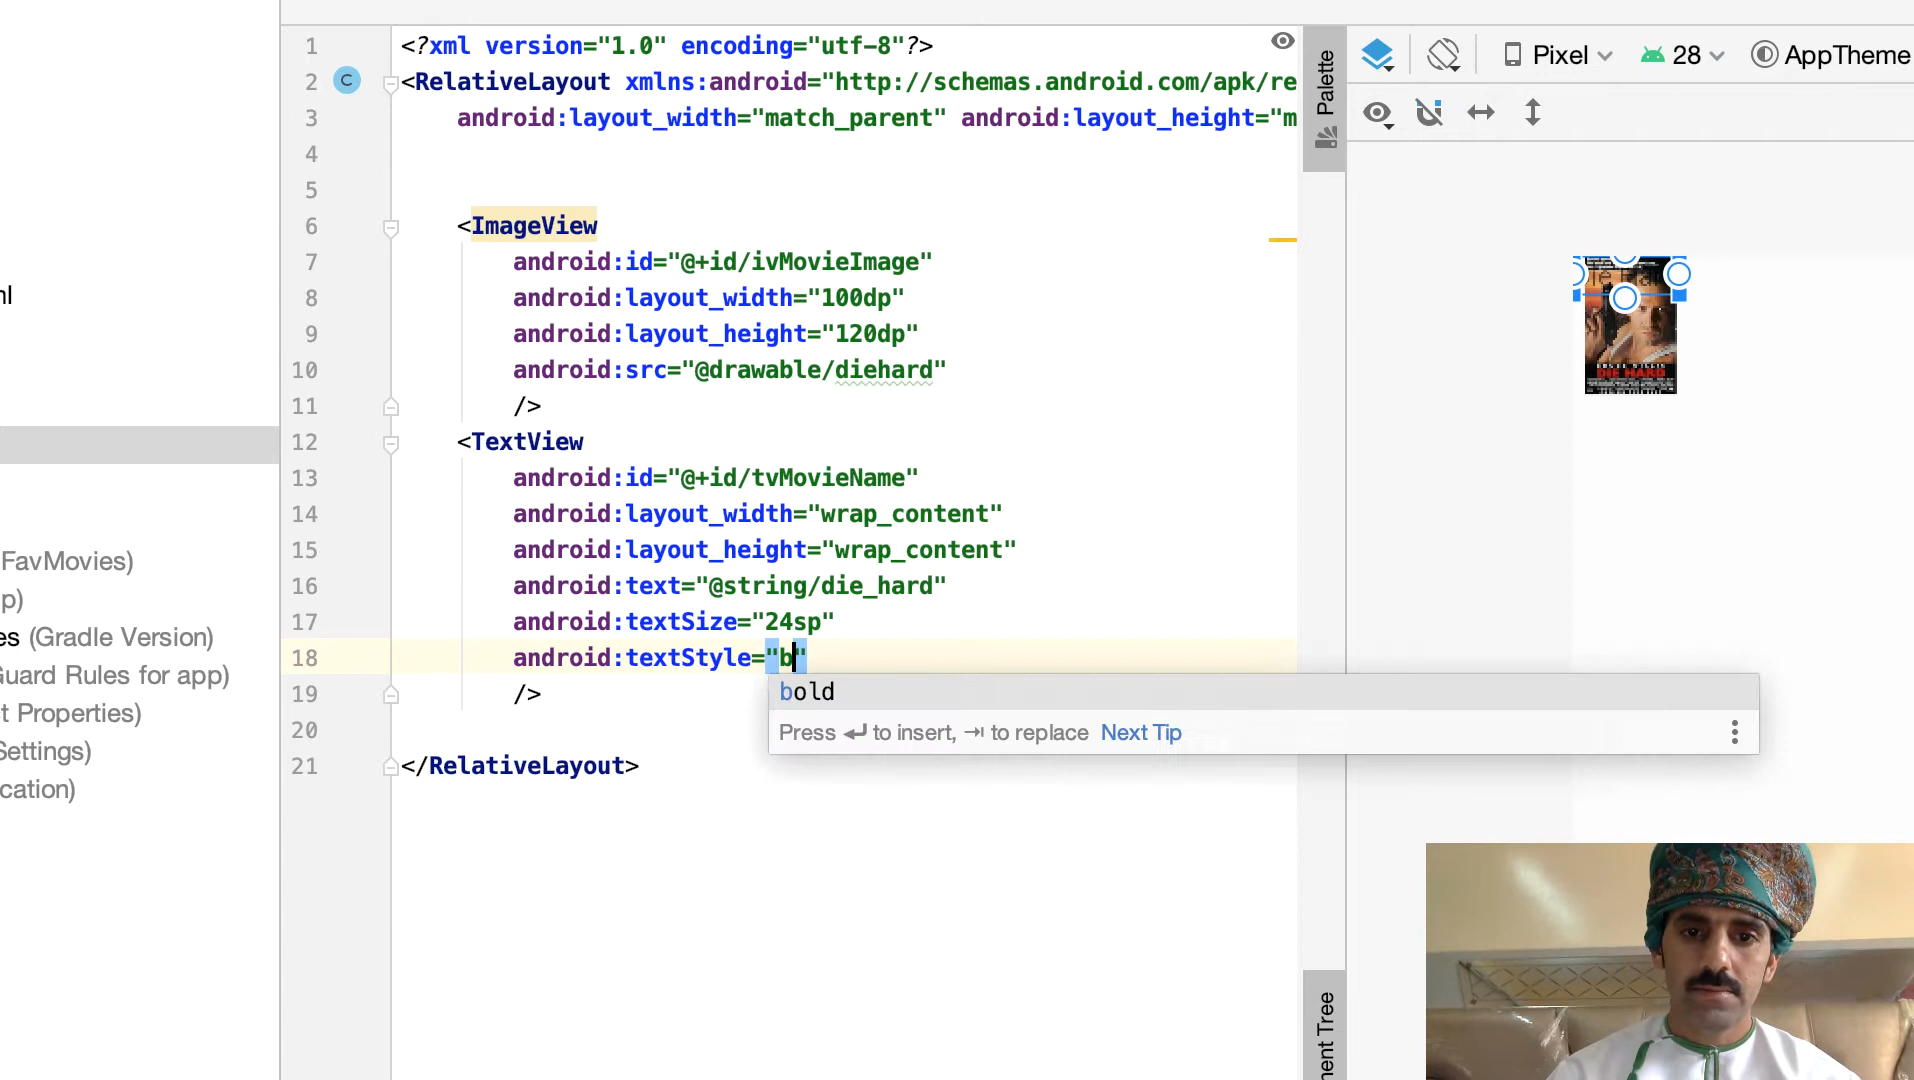 1 <?xml version="1.0" encoding="utf-8"?>
2 C <RelativeLayout xmlns:android="http://schemas.android.com/apk/re
3 android:layout_width="match_parent" android:layout_height="m
4
5
6 <ImageView
7 android:id="@+id/ivMovieImage"
8 android:layout_width="100dp"
9 android:layout_height="120dp"
10 android:src="@drawable/diehard"
11 />
12 <TextView
13 android:id="@+id/tvMovieName"
14 android:layout_width="wrap_content"
15 android:layout_height="wrap_content"
16 android:text="@string/die_hard"
17 android:textSize="24sp"
18 android:textStyle="b"
19 />
20
21 </RelativeLayout>
bold
Press ↵ to insert, ⇥ to replace Next Tip
nl
FavMovies)
p)
es (Gradle Version)
Guard Rules for app)
t Properties)
Settings)
cation)
Palette
nent Tree
Pixel 28 AppTheme
DIE HARD